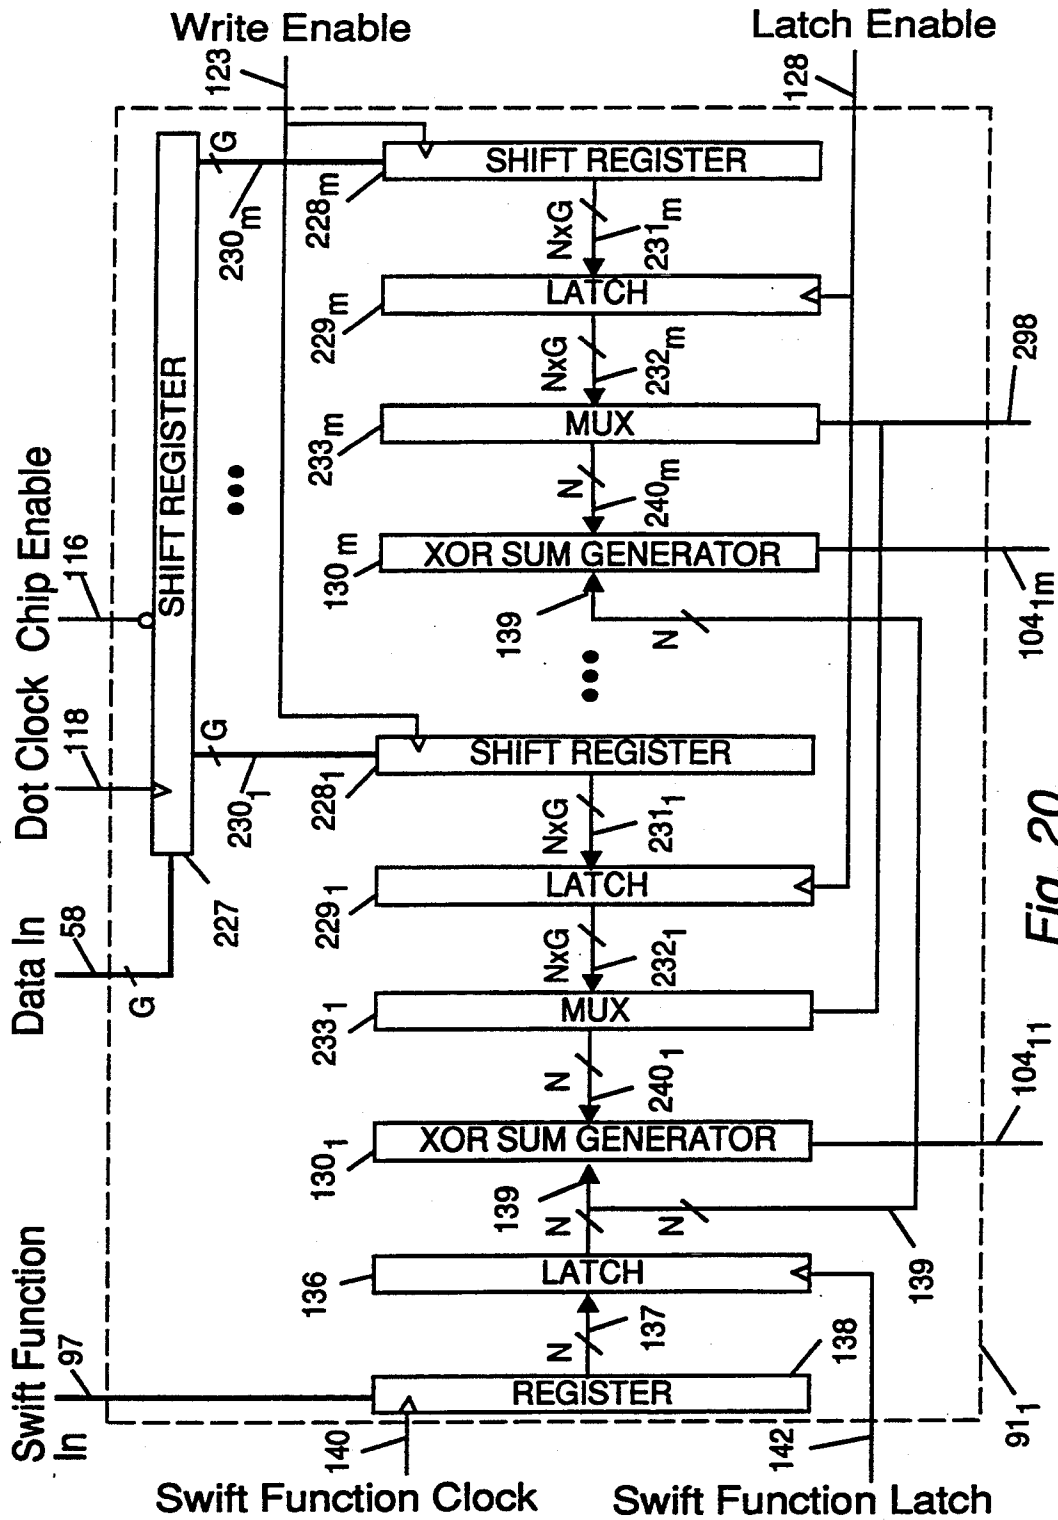 Write Enable
Latch Enable
123
128
G
SHIFT REGISTER
230m
228m
NxG
231m
LATCH
229m
NxG
232m
298
SHIFT REGISTER
MUX
233m
N
240m
Chip Enable
116
XOR SUM GENERATOR
130m
139
N
1041m
Dot Clock
118
G
SHIFT REGISTER
2301
2281
NxG
2311
Data In
58
G
227
LATCH
2291
NxG
2321
Fig. 20
MUX
2331
N
2401
10411
XOR SUM GENERATOR
1301
139
N
N
LATCH
136
139
Swift Function
In
97
N
137
138
REGISTER
140
142
911
Swift Function Clock
Swift Function Latch